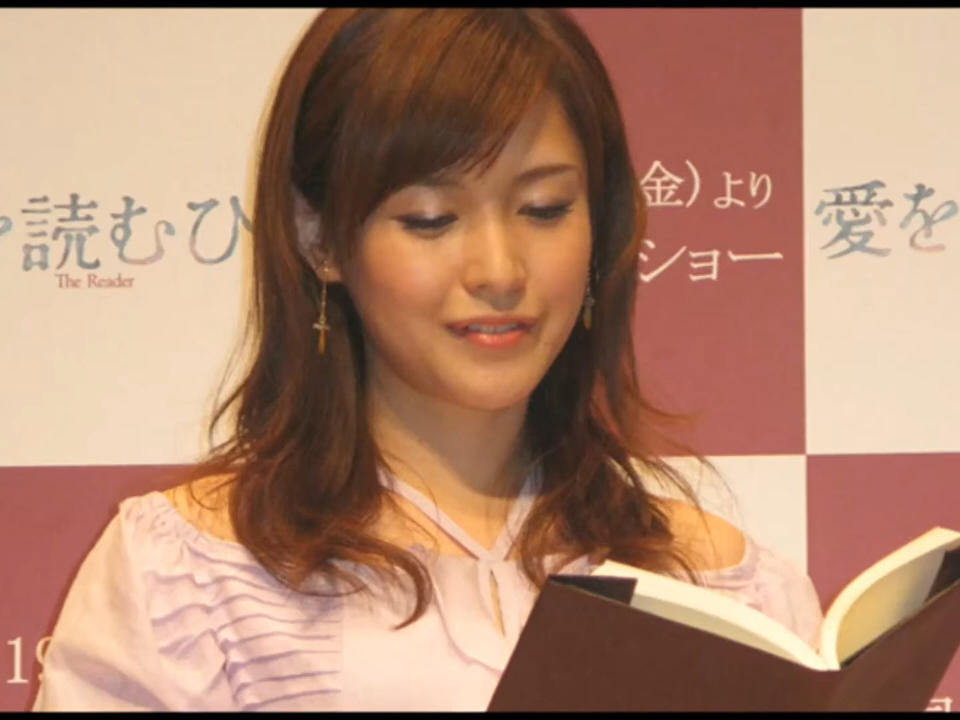 読むひ
The Reader
(金)より
ショー
愛を
19